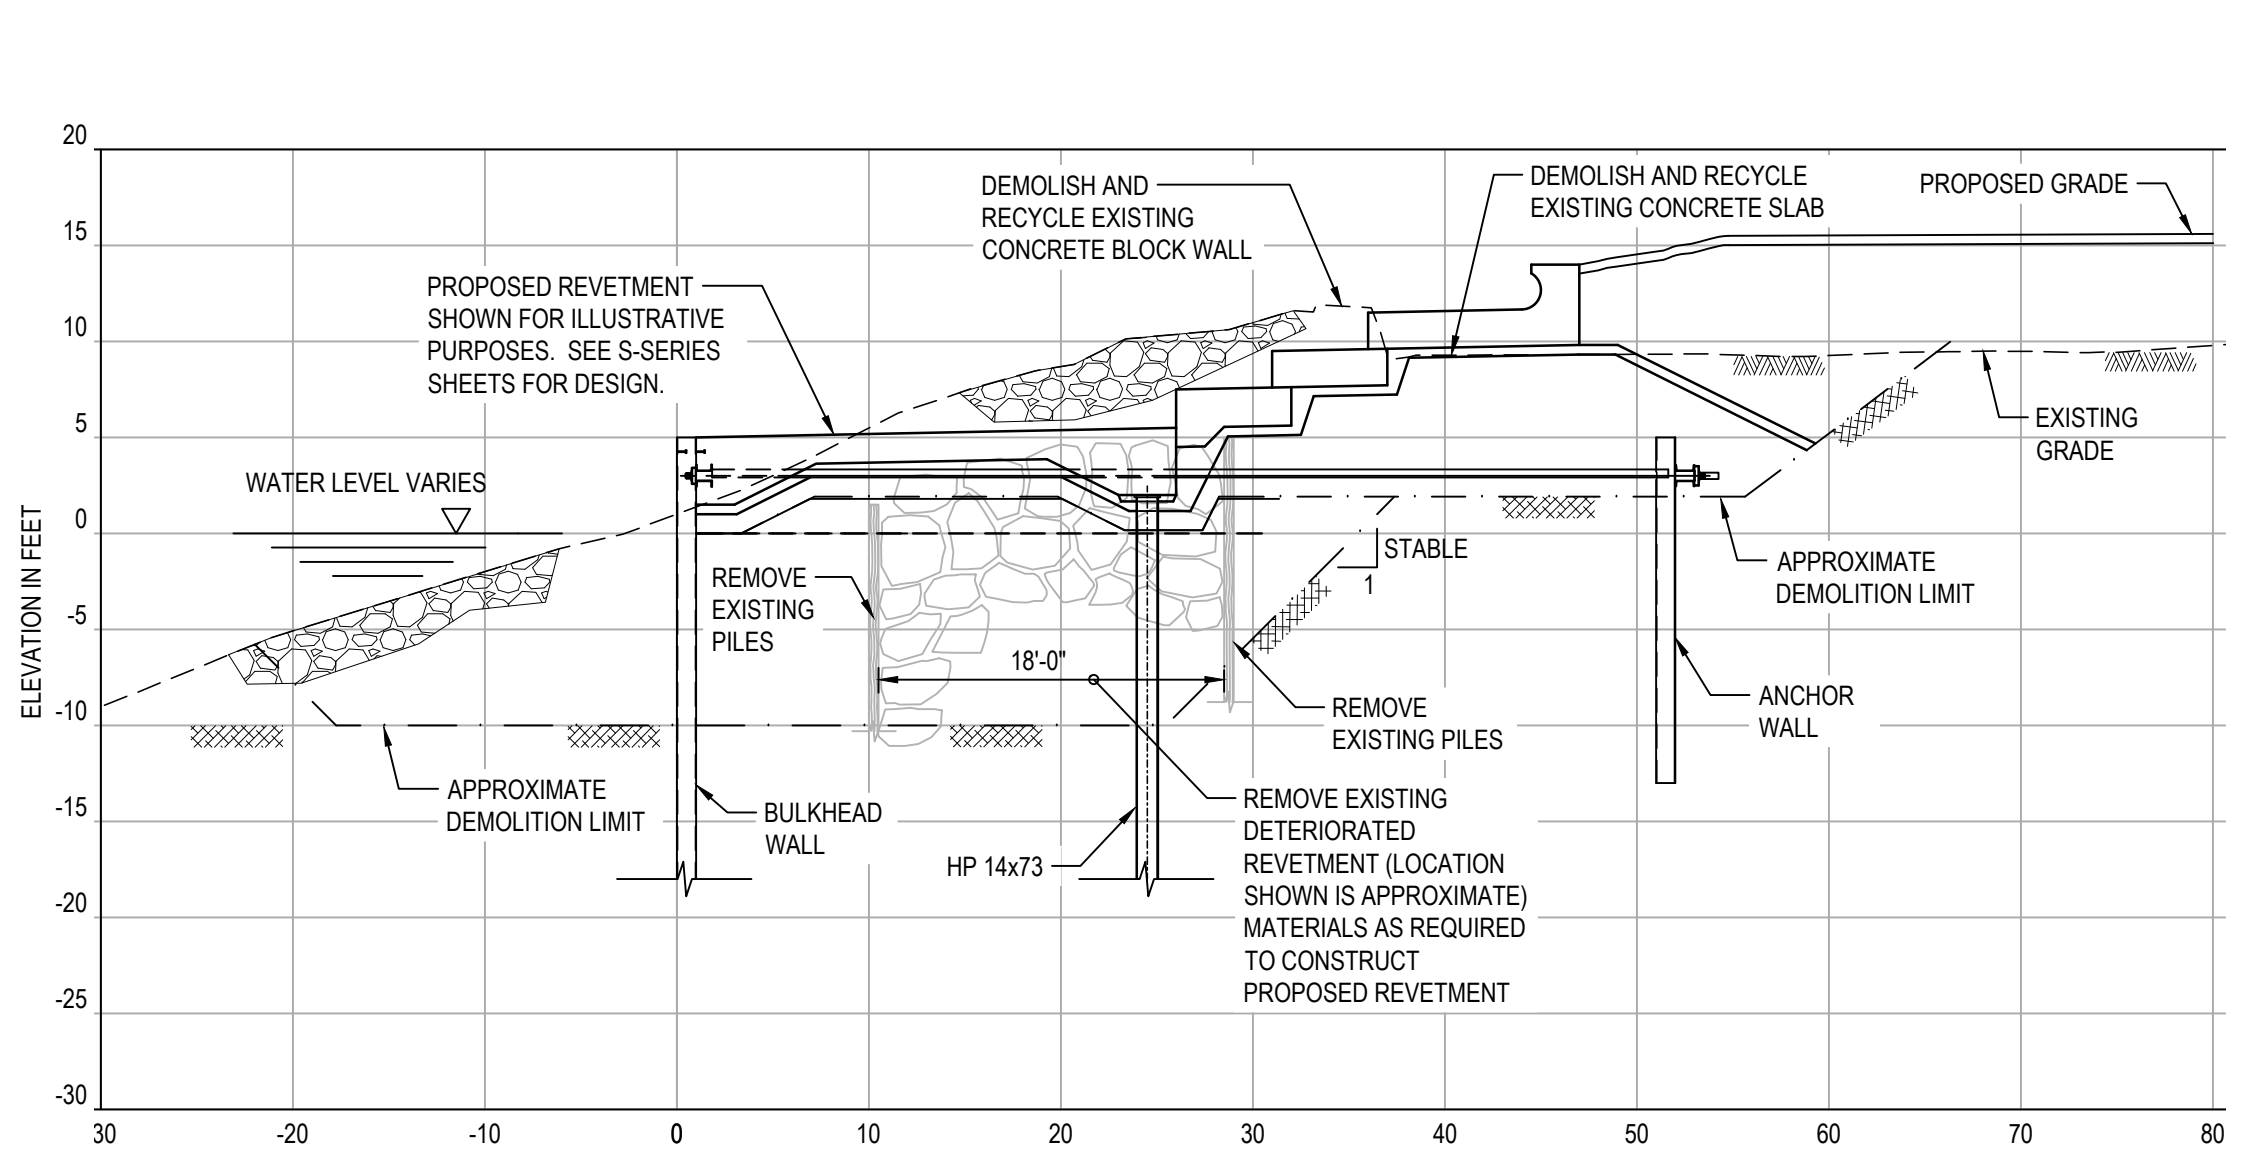 20
15
10
5
0
-5
-10
-15
-20
-25
-30
ELEVATION IN FEET
30
-20
-10
0
10
20
30
40
50
60
70
80
DEMOLISH AND
RECYCLE EXISTING
CONCRETE BLOCK WALL
DEMOLISH AND RECYCLE
EXISTING CONCRETE SLAB
PROPOSED GRADE
PROPOSED REVETMENT
SHOWN FOR ILLUSTRATIVE
PURPOSES.  SEE S-SERIES
SHEETS FOR DESIGN.
EXISTING
GRADE
WATER LEVEL VARIES
STABLE
1
REMOVE
EXISTING
PILES
APPROXIMATE
DEMOLITION LIMIT
18'-0"
REMOVE
EXISTING PILES
ANCHOR
WALL
APPROXIMATE
DEMOLITION LIMIT
BULKHEAD
WALL
HP 14x73
REMOVE EXISTING
DETERIORATED
REVETMENT (LOCATION
SHOWN IS APPROXIMATE)
MATERIALS AS REQUIRED
TO CONSTRUCT
PROPOSED REVETMENT